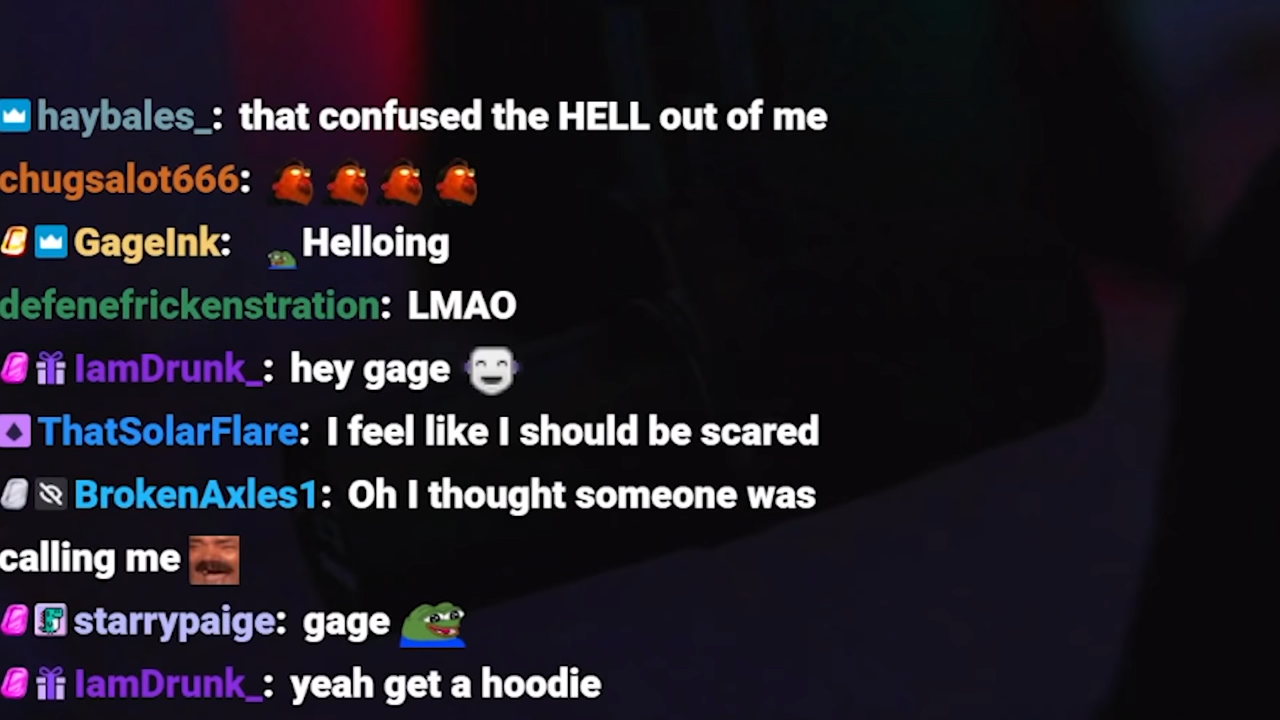 haybales_: that confused the HELL out of me
chugsalot666:
GageInk: Helloing
defenefrickenstration: LMAO
IamDrunk_: hey gage
ThatSolarFlare: I feel like I should be scared
BrokenAxles1: Oh I thought someone was
calling me
starrypaige: gage
IamDrunk_: yeah get a hoodie